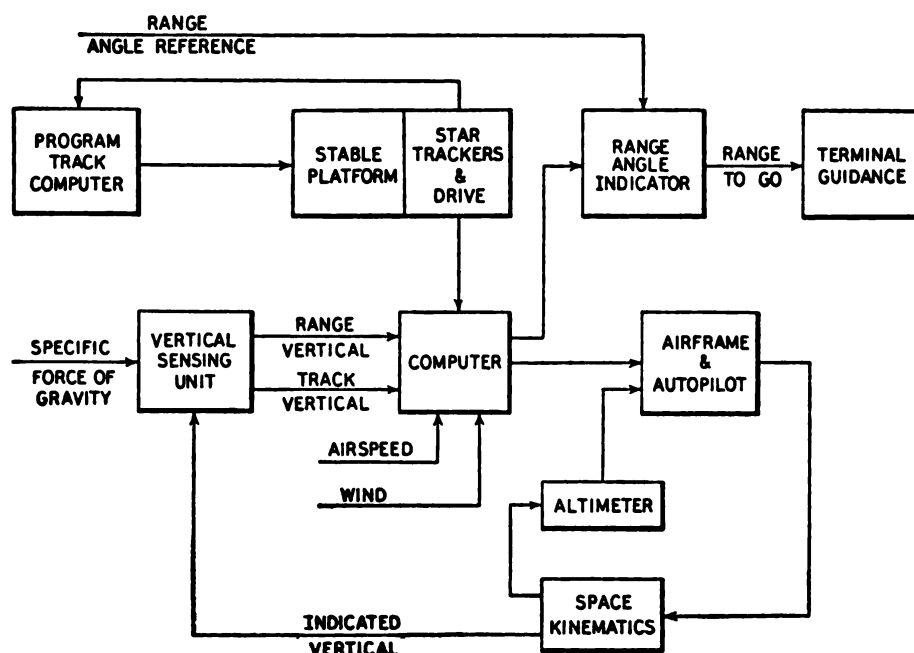 RANGE
ANGLE REFERENCE
PROGRAM
TRACK
COMPUTER
STABLE
PLATFORM
STAR
TRACKERS
&
DRIVE
RANGE
ANGLE
INDICATOR
RANGE
TO GO
TERMINAL
GUIDANCE
SPECIFIC
FORCE OF
GRAVITY
VERTICAL
SENSING
UNIT
RANGE
VERTICAL
TRACK
VERTICAL
COMPUTER
AIRFRAME
&
AUTOPILOT
AIRSPEED
WIND
ALTIMETER
SPACE
KINEMATICS
INDICATED
VERTICAL